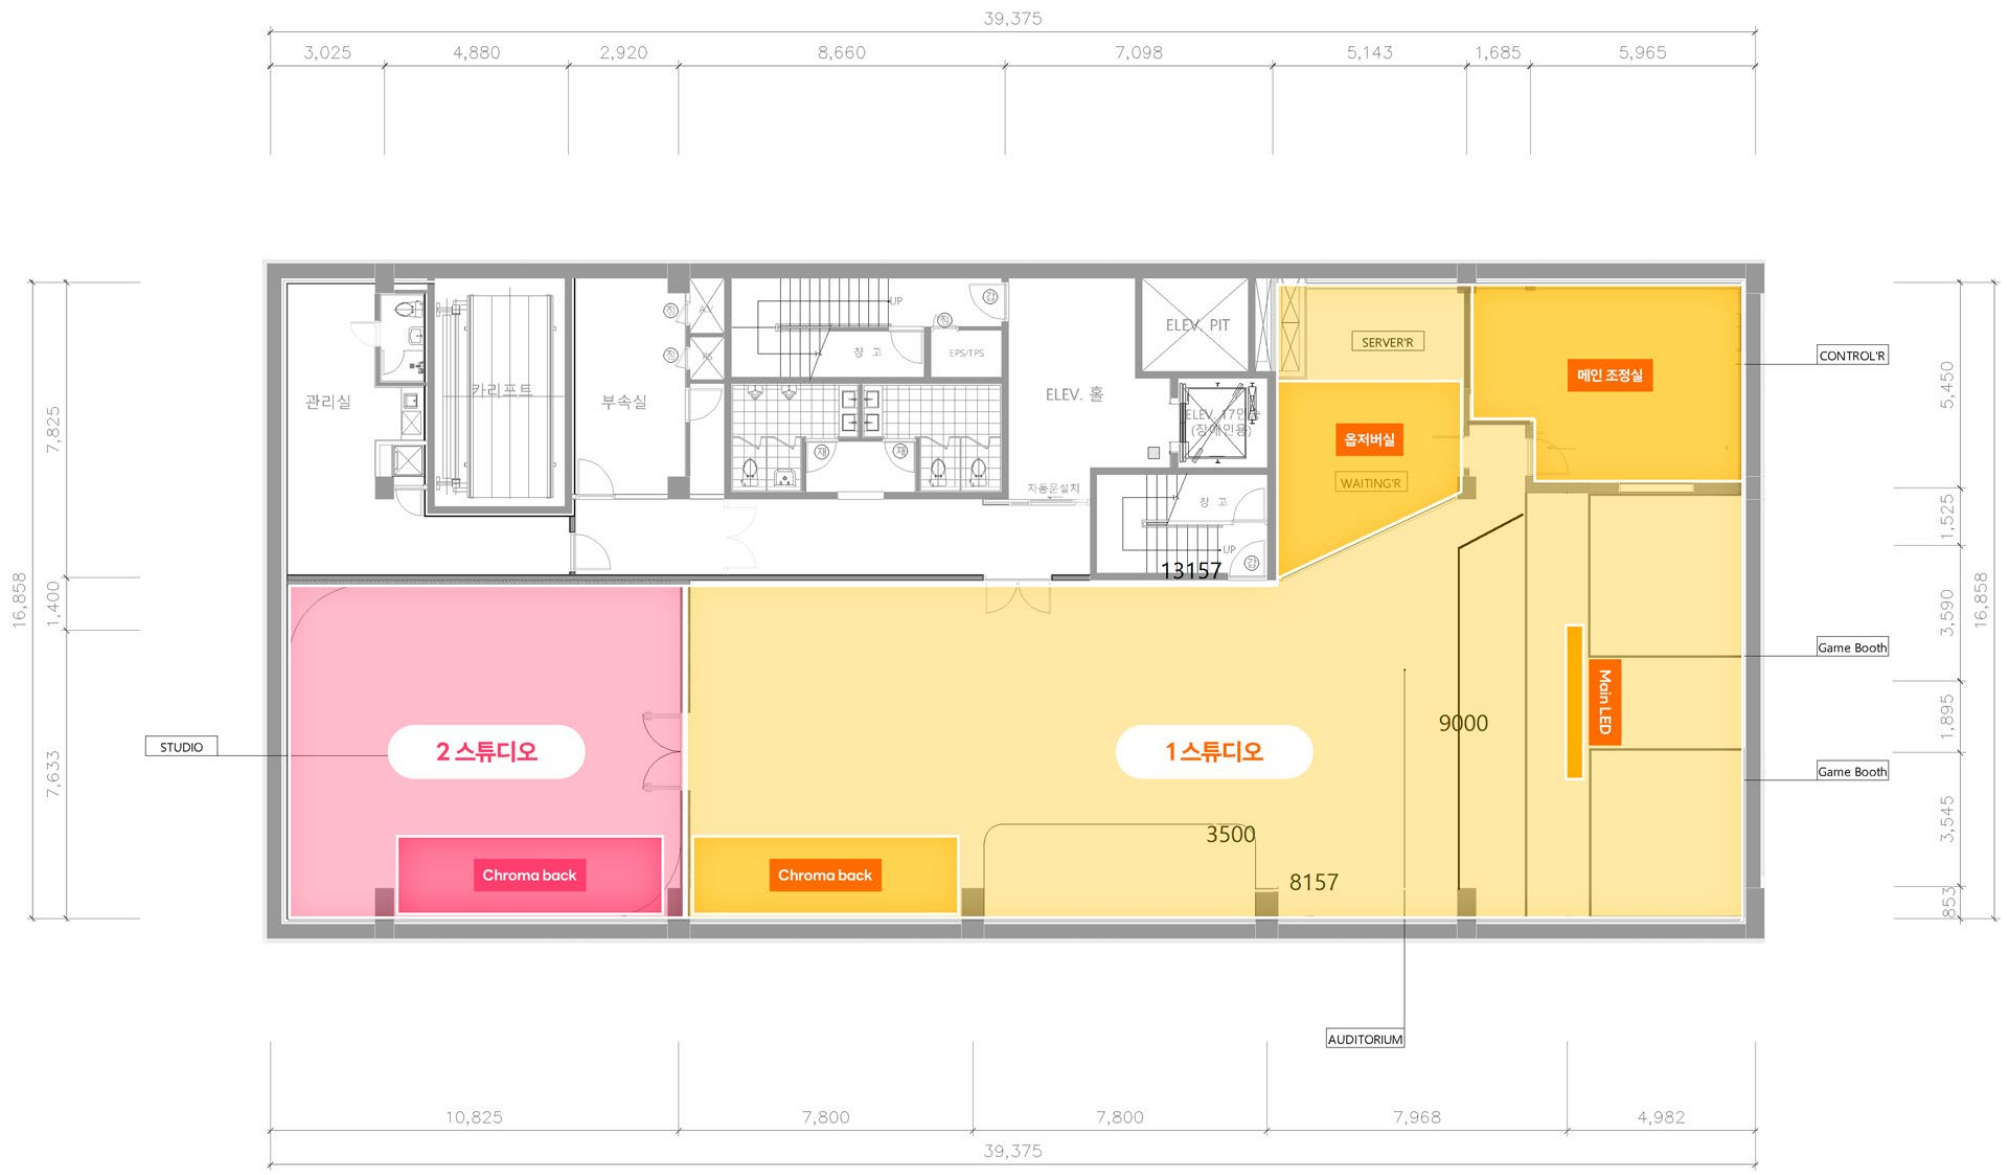 39,375
3,025 4,880 2,920 8,660 7,098 5,143 1,685 5,965
UP
ELEV. PIT
SERVER'R
CONTROL'R
창 고
EPS/TPS
메인 조정실
관리실
카리프트
부속실
ELEV. 홀
옵저버실
WAITING'R
자동문설치
창 고
UP
13157
7,825
1,400
7,633
16,858
5,450
1,525
3,590
1,895
3,545
853
16,858
Game Booth
Main LED
9000
STUDIO
2 스튜디오
1 스튜디오
Game Booth
3500
Chroma back
Chroma back
8157
AUDITORIUM
10,825 7,800 7,800 7,968 4,982
39,375